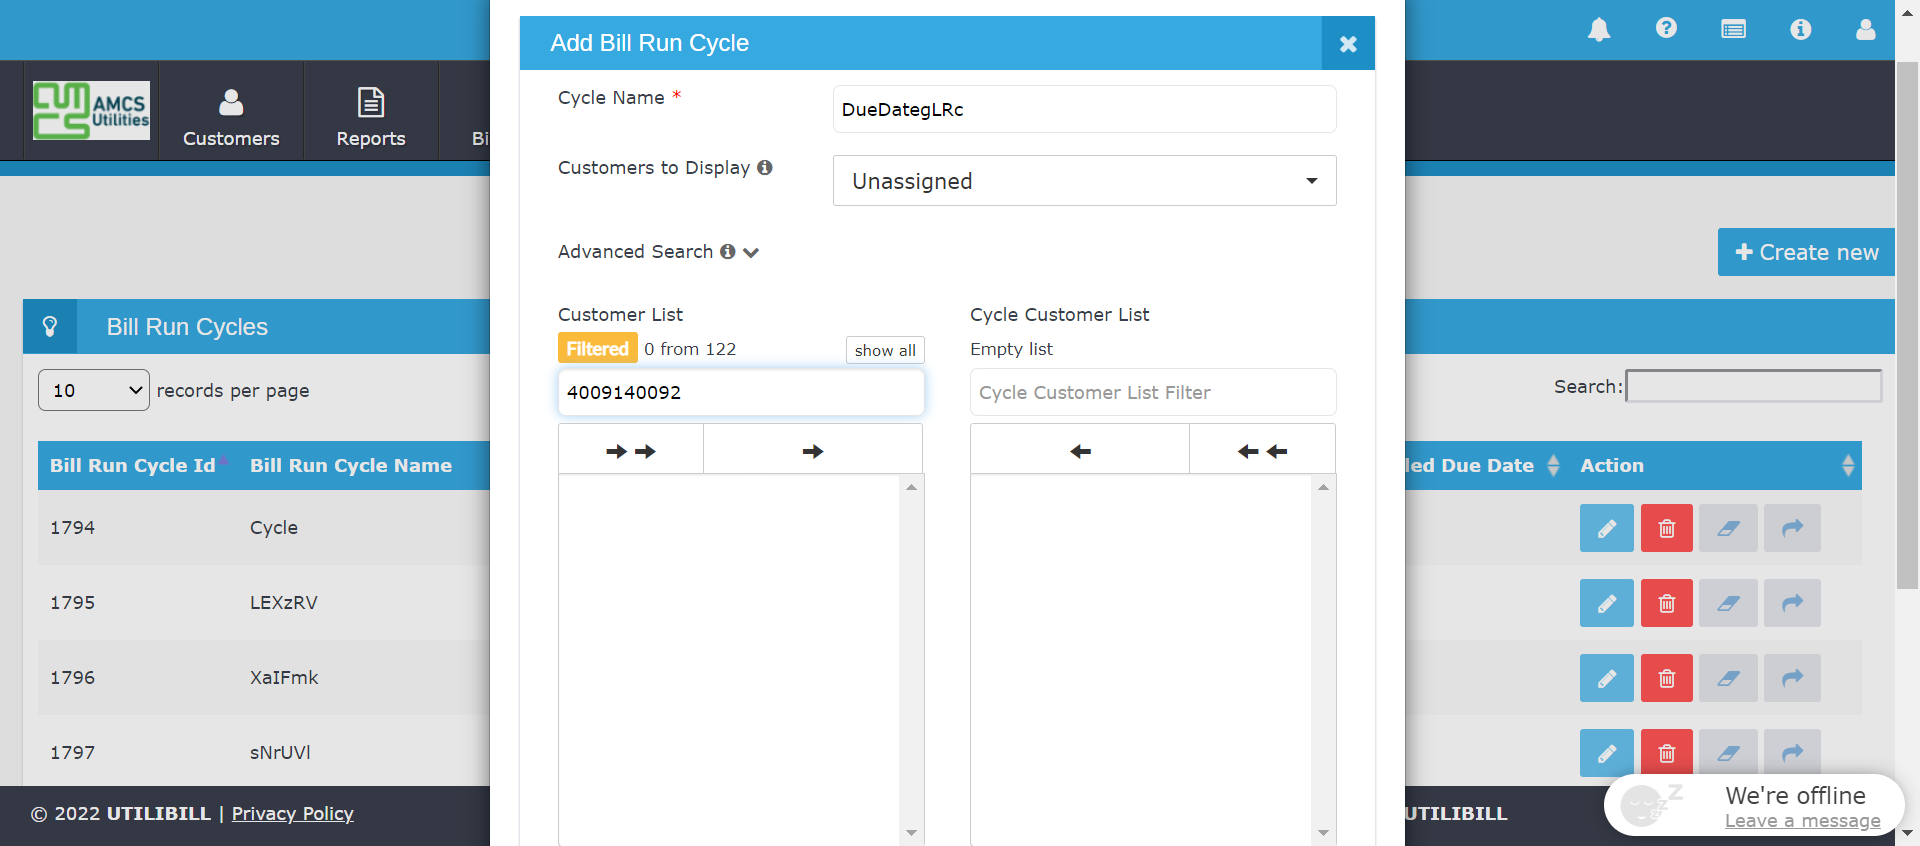 Add Bill Run Cycle
AMCS
Utilities
Customers
Reports
Bi
Cycle Name *
DueDategLRc
Customers to Display
Unassigned
Advanced Search
Create new
Bill Run Cycles
Customer List
Cycle Customer List
Filtered 0 from 122
show all
Empty list
10 records per page
4009140092
Cycle Customer List Filter
Search:
Bill Run Cycle Id Bill Run Cycle Name
led Due Date Action
1794 Cycle
1795 LEXzRV
1796 XaIFmk
1797 sNrUVl
© 2022 UTILIBILL | Privacy Policy
UTILIBILL
We're offline
Leave a message